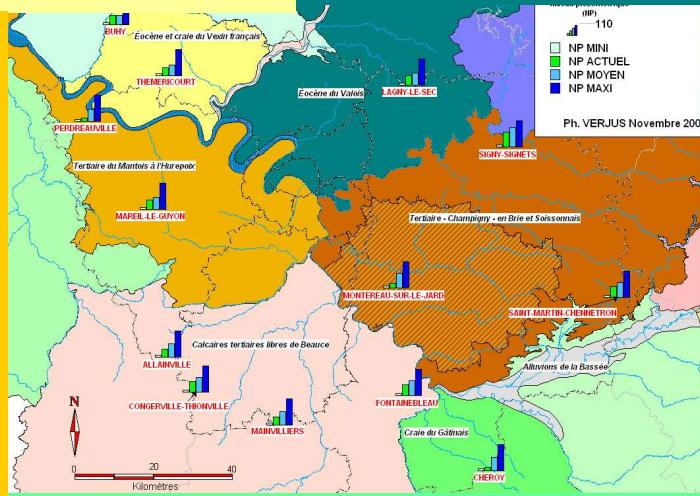 (NP)
110
NP MINI
NP ACTUEL
NP MOYEN
NP MAXI
Ph. VERJUS Novembre 200
BUHY
Éocène et craie du Vexin français
THEMERICOURT
Éocène du Valois
LAGNY-LE-SEC
PERDREAUVILLE
SIGNY-SIGNETS
Tertiaire du Mantois à l'Hurepoix
MAREIL-LE-GUYON
Tertiaire - Champigny - en Brie et Soissonnais
MONTEREAU-SUR-LE-JARD
SAINT-MARTIN-CHENNETRON
Calcaires tertiaires libres de Beauce
ALLAINVILLE
Alluvions de la Bassée
CONGERVILLE-THIONVILLE
FONTAINEBLEAU
N
MAINVILLIERS
Craie du Gâtinais
CHEROY
0 20 40
Kilomètres